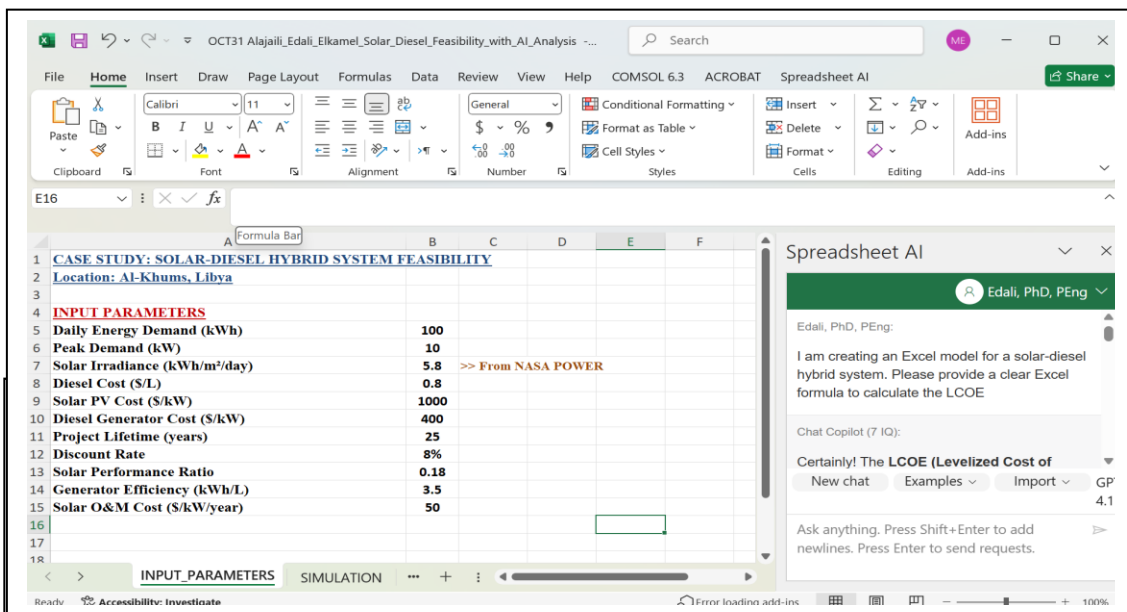 OCT31 Alajaili_Edali_Elkamel_Solar_Diesel_Feasibility_with_AI_Analysis -... Search ME
File Home Insert Draw Page Layout Formulas Data Review View Help COMSOL 6.3 ACROBAT Spreadsheet AI Share
Calibri 11 General Conditional Formatting Insert
Paste B I U A A $ % Format as Table Delete Add-ins
A Cell Styles Format
Clipboard Font Alignment Number Styles Cells Editing Add-ins
E16 fx
Formula Bar
A B C D E F
1 CASE STUDY: SOLAR-DIESEL HYBRID SYSTEM FEASIBILITY
2 Location: Al-Khums, Libya
3
4 INPUT PARAMETERS
5 Daily Energy Demand (kWh) 100
6 Peak Demand (kW) 10
7 Solar Irradiance (kWh/m²/day) 5.8 >> From NASA POWER
8 Diesel Cost ($/L) 0.8
9 Solar PV Cost ($/kW) 1000
10 Diesel Generator Cost ($/kW) 400
11 Project Lifetime (years) 25
12 Discount Rate 8%
13 Solar Performance Ratio 0.18
14 Generator Efficiency (kWh/L) 3.5
15 Solar O&M Cost ($/kW/year) 50
16
17
18
INPUT_PARAMETERS SIMULATION
Ready Accessibility: Investigate Error loading add-ins 100%
Spreadsheet AI
Edali, PhD, PEng
Edali, PhD, PEng:
I am creating an Excel model for a solar-diesel
hybrid system. Please provide a clear Excel
formula to calculate the LCOE
Chat Copilot (7 IQ):
Certainly! The LCOE (Levelized Cost of
New chat Examples Import GP
4.1
Ask anything. Press Shift+Enter to add
newlines. Press Enter to send requests.